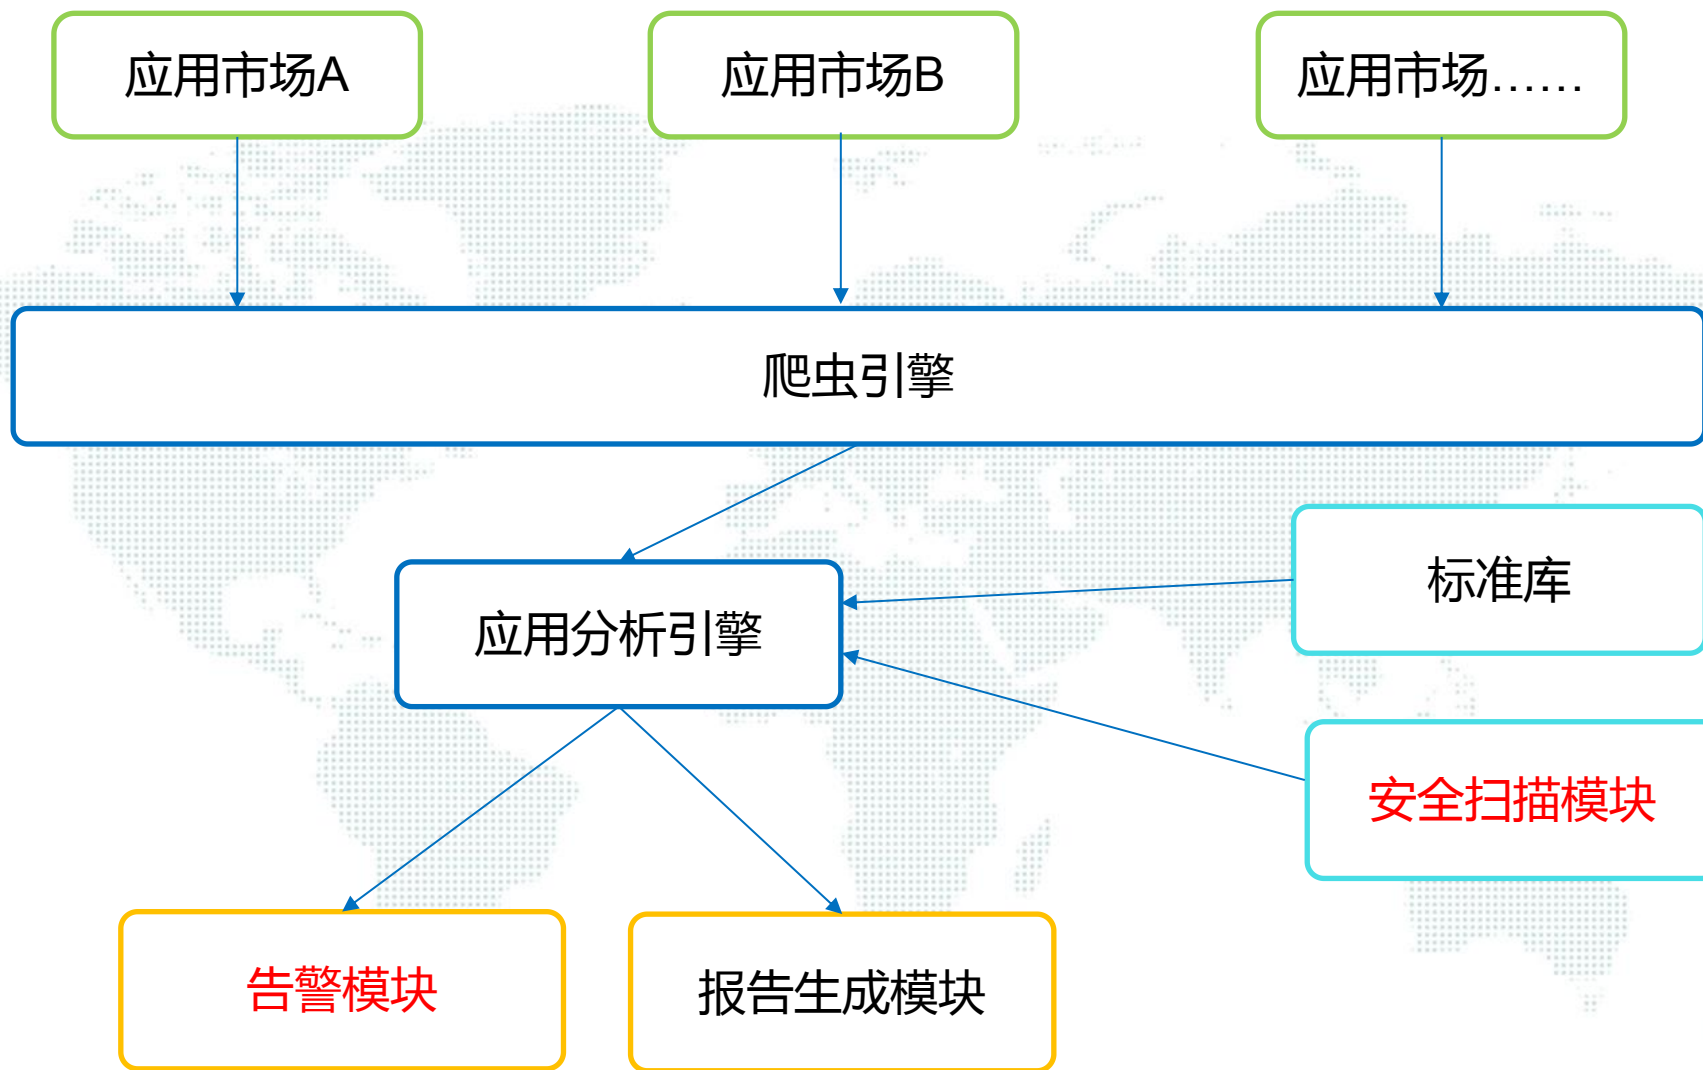 应用市场A
应用市场B
应用市场……
爬虫引擎
标准库
应用分析引擎
安全扫描模块
告警模块
报告生成模块